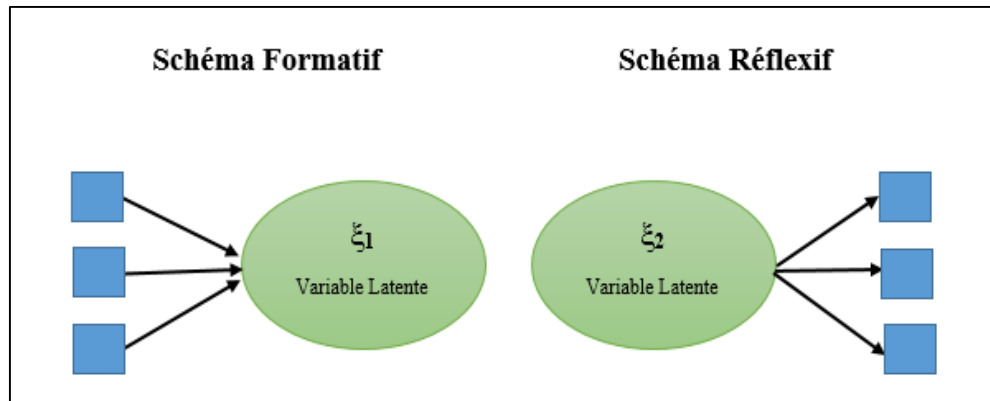 Schéma Formatif
Schéma Réflexif
ξ1
Variable Latente
ξ2
Variable Latente